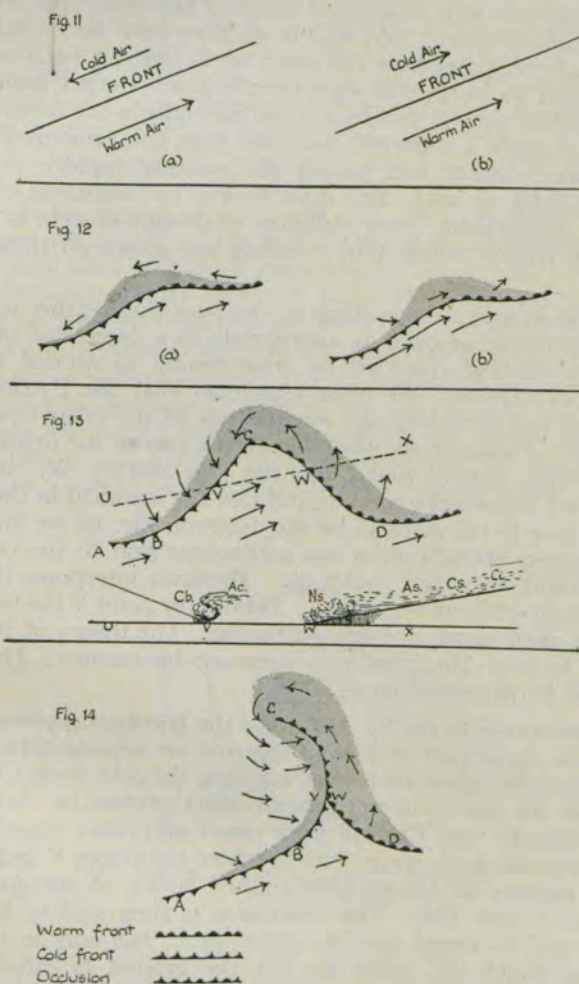 Fig. 11
Cold Air
FRONT
Warm Air
(a)
Cold Air
FRONT
Warm Air
(b)
Fig. 12
(a)
(b)
Fig. 13
C
X
U
V
W
A
B
D
Cb.
Ac.
Ns.
As.
Cs.
Ci.
U
V
W
X
Fig. 14
C
V
W
B
D
A
Warm front
Cold front
Occlusion